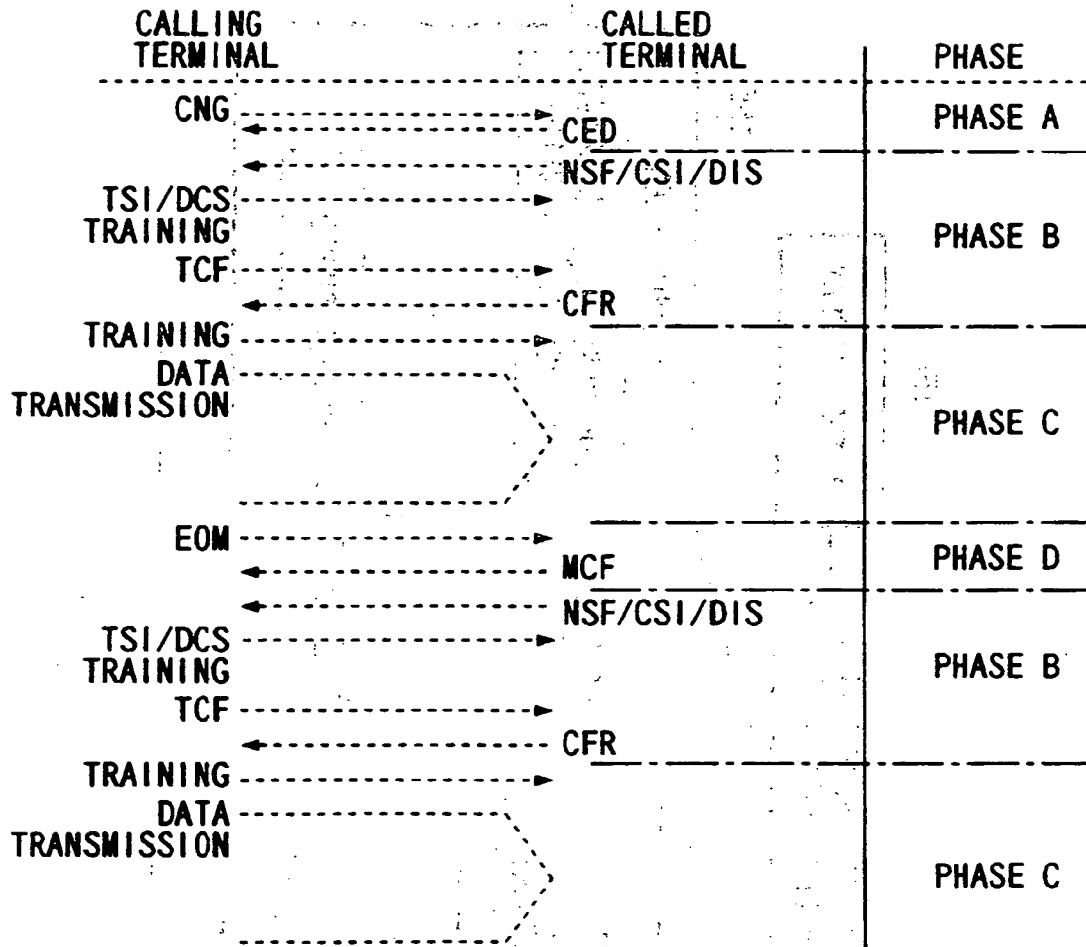 CALLING TERMINAL
CALLED TERMINAL
PHASE
CNG
CED
PHASE A
NSF/CSI/DIS
TSI/DCS
TRAINING
PHASE B
TCF
CFR
TRAINING
DATA
TRANSMISSION
PHASE C
EOM
MCF
PHASE D
NSF/CSI/DIS
TSI/DCS
TRAINING
PHASE B
TCF
CFR
TRAINING
DATA
TRANSMISSION
PHASE C